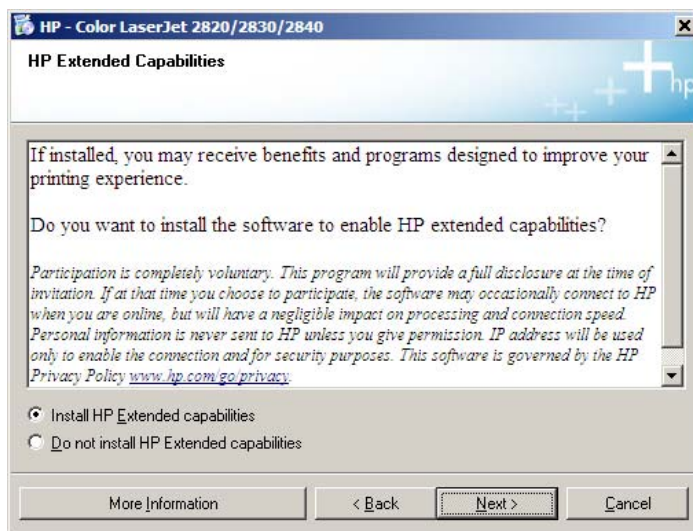 HP - Color LaserJet 2820/2830/2840
HP Extended Capabilities
hp
If installed, you may receive benefits and programs designed to improve your
printing experience.
Do you want to install the software to enable HP extended capabilities?
Participation is completely voluntary. This program will provide a full disclosure at the time of
invitation. If at that time you choose to participate, the software may occasionally connect to HP
when you are online, but will have a negligible impact on processing and connection speed.
Personal information is never sent to HP unless you give permission. IP address will be used
only to enable the connection and for security purposes. This software is governed by the HP
Privacy Policy www.hp.com/go/privacy.
Install HP Extended capabilities
Do not install HP Extended capabilities
More Information
< Back
Next >
Cancel